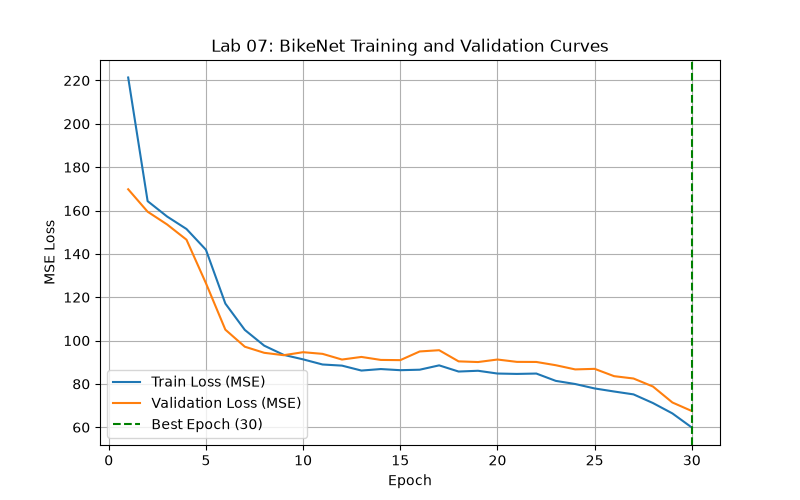 Lab 07: BikeNet Training and Validation Curves
MSE Loss
220
200
180
160
140
120
100
80
60
Train Loss (MSE)
Validation Loss (MSE)
Best Epoch (30)
0 5 10 15 20 25 30
Epoch